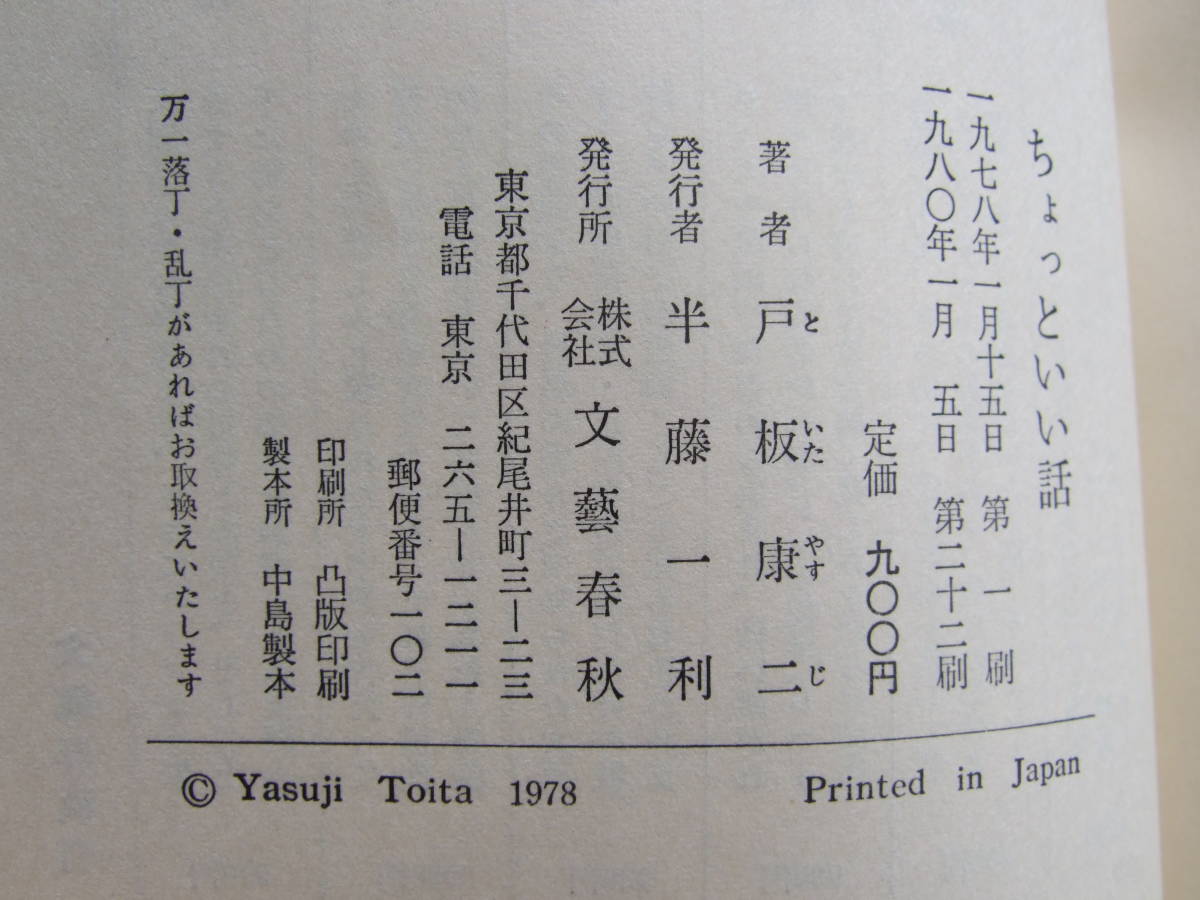 ちょっといい話
一九七八年一月十五日 第一刷
一九八〇年一月 五日 第二十二刷
定価 九〇〇円
著者 戸板康二
と いた やす じ
発行者 半藤一利
発行所 株式会社 文藝春秋
東京都千代田区紀尾井町三—二三
電話 東京 二六五—一二一一
郵便番号一〇二
印刷所 凸版印刷
製本所 中島製本
万一落丁・乱丁があればお取換えいたします
© Yasuji Toita 1978 Printed in Japan